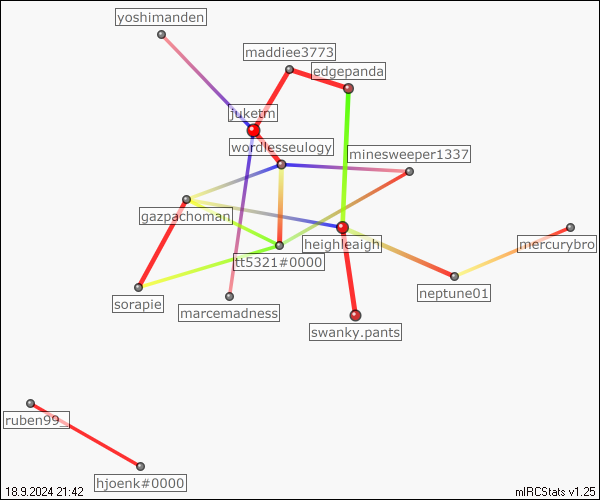 yoshimanden
maddiee3773
edgepanda
juketm
wordlesseulogy
minesweeper1337
gazpachoman
heighleaigh
mercurybro
tt5321#0000
neptune01
sorapie
marcemadness
swanky.pants
ruben99_
hjoenk#0000
18.9.2024 21:42
mIRCStats v1.25